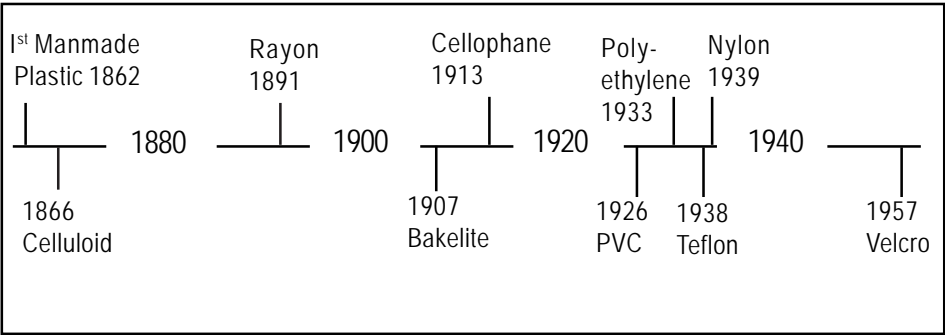 1st Manmade
Plastic 1862
Rayon
1891
Cellophane
1913
Poly-
ethylene
1933
Nylon
1939
1880
1900
1920
1940
1866
Celluloid
1907
Bakelite
1926
PVC
1938
Teflon
1957
Velcro